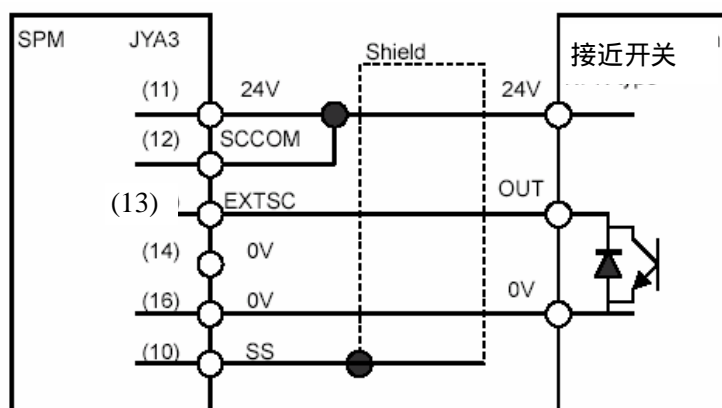 SPM JYA3
Shield
接近开关
(11) 24V 24V
(12) SCCOM
(13) EXTSC OUT
(14) 0V
(16) 0V 0V
(10) SS